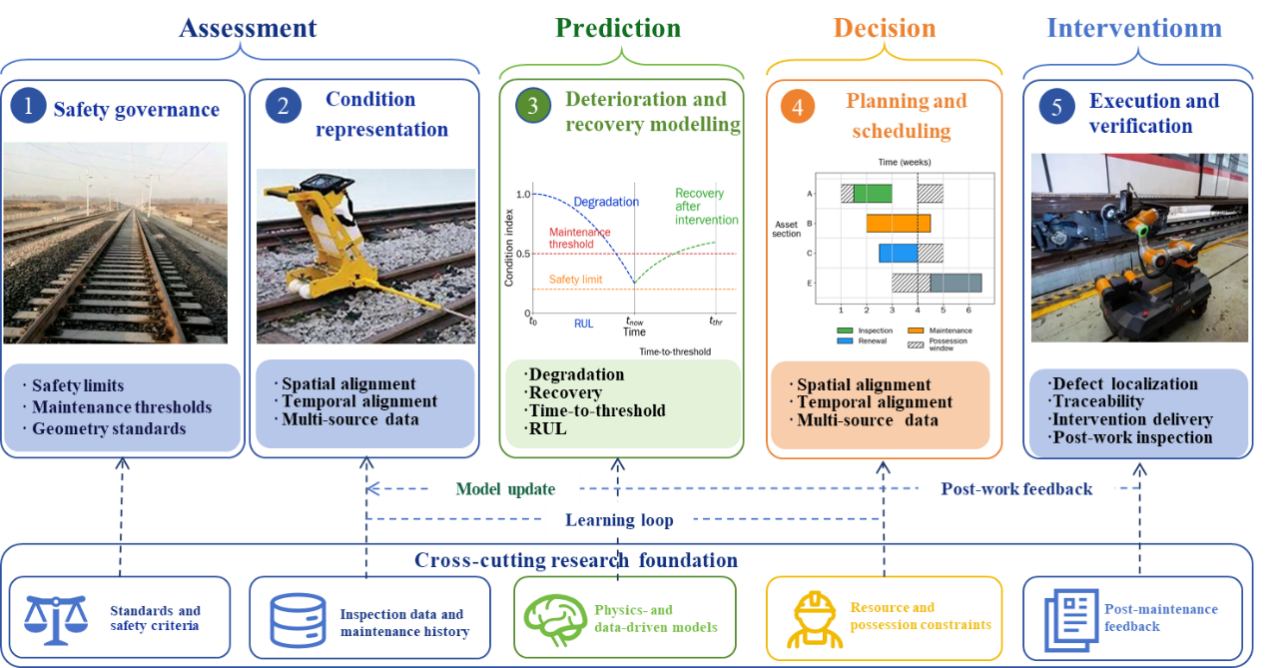 Assessment
Prediction
Decision
Interventionm
1
Safety governance
2
Condition
representation
3
Deterioration and
recovery modelling
4
Planning and
scheduling
5
Execution and
verification
1.0
0.5
0
Condition index
Degradation
Recovery
after
intervention
Maintenance
threshold
Safety limit
t0
RUL
tnow
Time
tthr
Time-to-threshold
Time (weeks)
Asset
section
A
B
C
E
1 2 3 4 5 6
Inspection
Maintenance
Renewal
Possession
window
· Safety limits
· Maintenance thresholds
· Geometry standards
· Spatial alignment
· Temporal alignment
· Multi-source data
·Degradation
·Recovery
·Time-to-threshold
·RUL
· Spatial alignment
· Temporal alignment
· Multi-source data
·Defect localization
·Traceability
·Intervention delivery
·Post-work inspection
Model update
Post-work feedback
Learning loop
Cross-cutting research foundation
Standards and
safety criteria
Inspection data and
maintenance history
Physics- and
data-driven models
Resource and
possession constraints
Post-maintenance
feedback